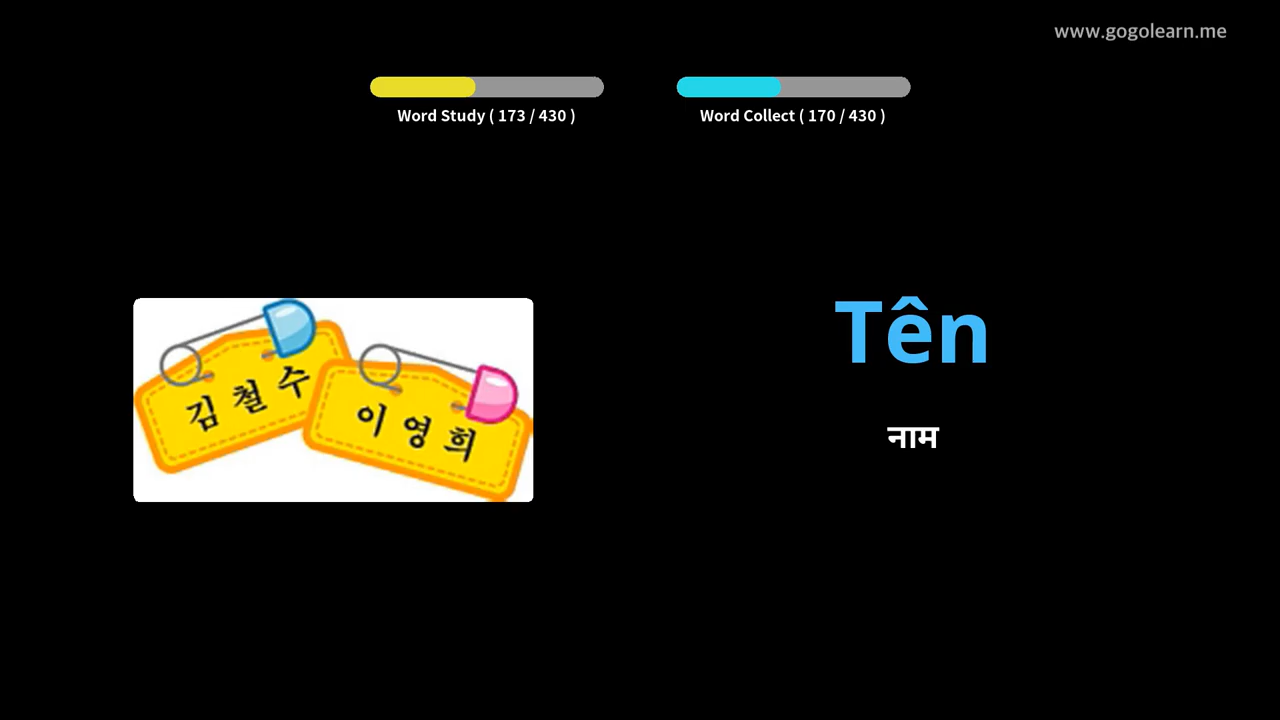 www.gogolearn.me
Word Study ( 173 / 430 )
Word Collect ( 170 / 430 )
김철수
이영희
Tên
नाम